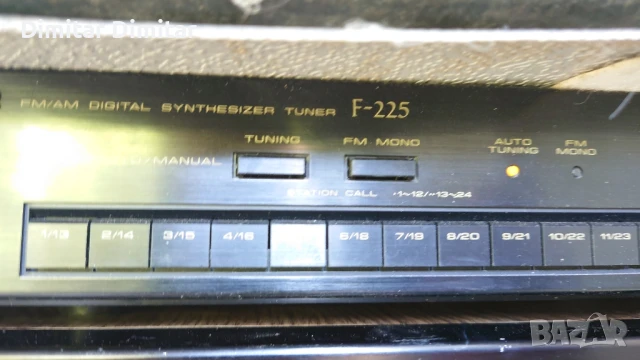 Dimitar Dimitar
FM/AM DIGITAL SYNTHESIZER TUNER F-225
TUNING
FM MONO
AUTO TUNING
FM MONO
/MANUAL
STATION CALL 1~12/13~24
1/13 2/14 3/15 4/16 6/18 7/19 8/20 9/21 10/22 11/23
BAZAR